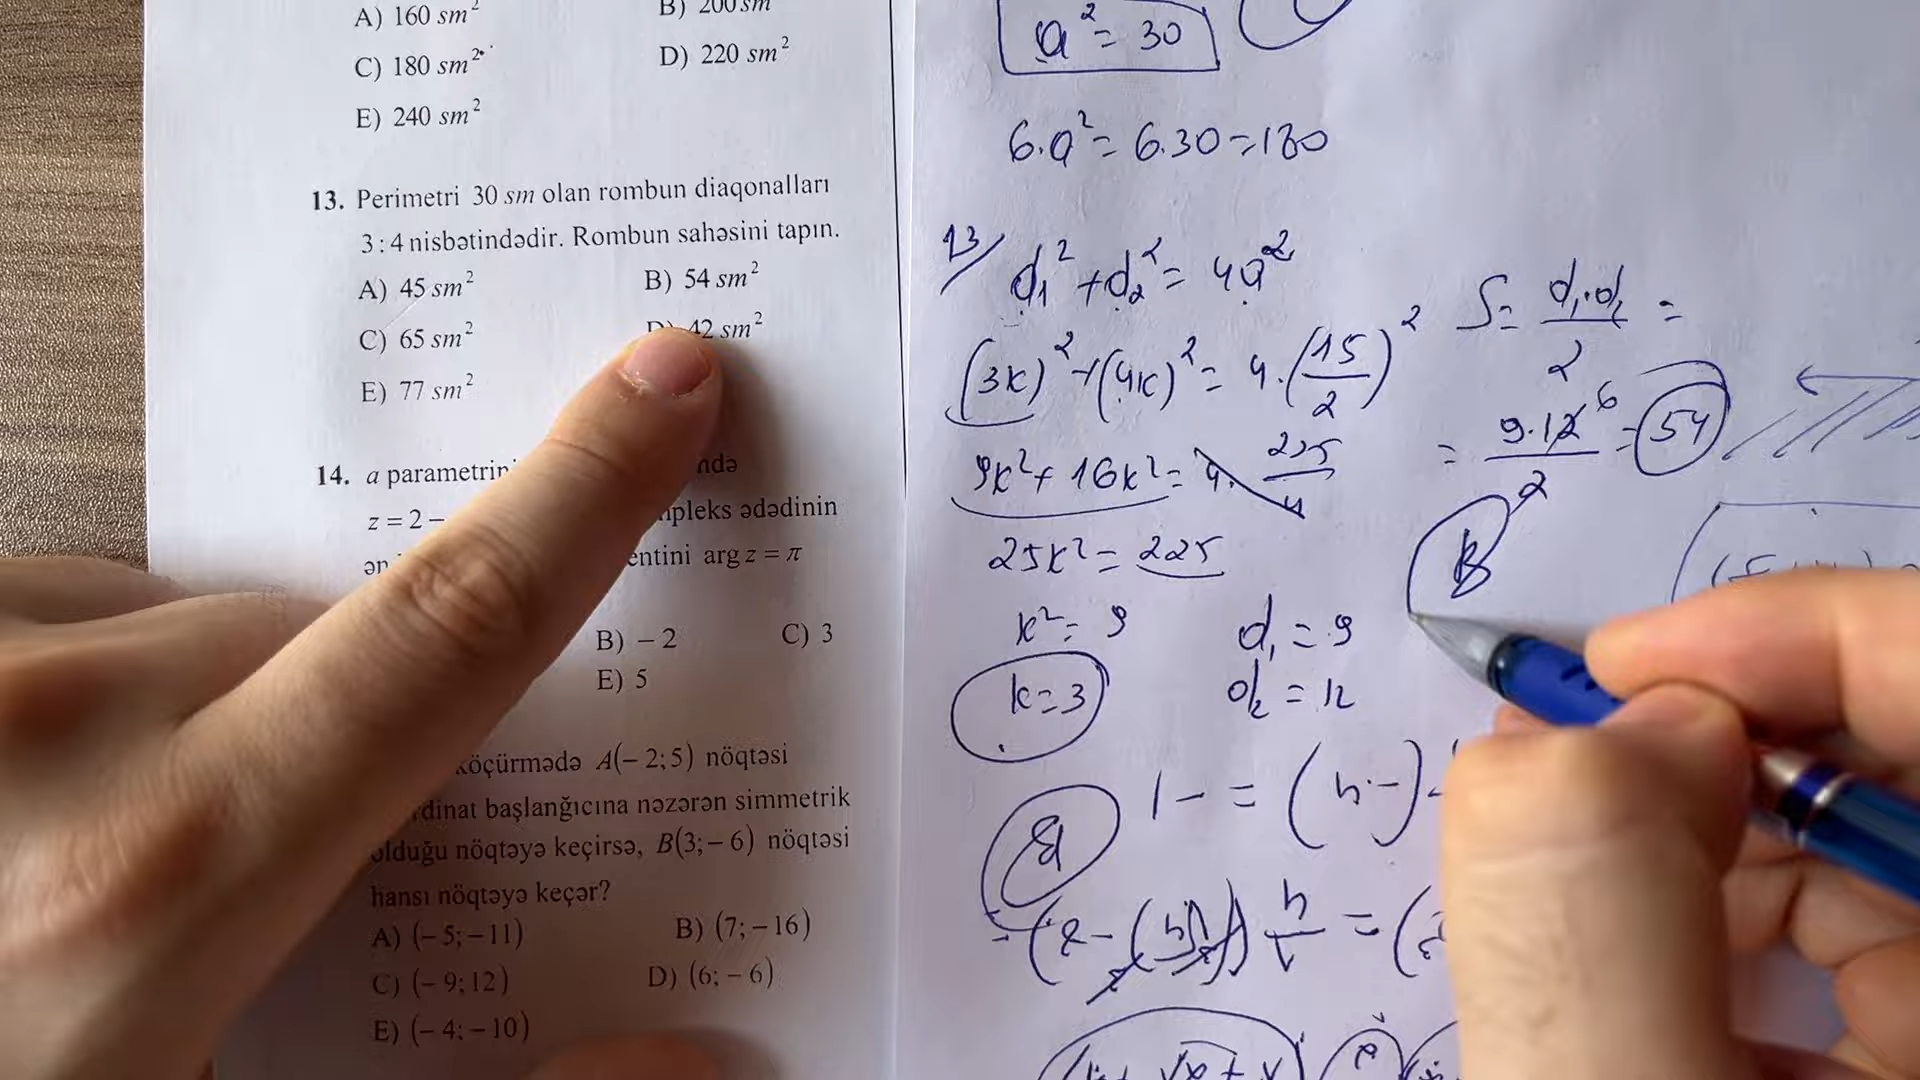 A) 160 sm²
B) 200 sm
C) 180 sm²
D) 220 sm²
E) 240 sm²
13. Perimetri 30 sm olan rombun diaqonalları
3 : 4 nisbətindədir. Rombun sahəsini tapın.
A) 45 sm²
B) 54 sm²
C) 65 sm²
D) 42 sm²
E) 77 sm²
14. a parametrin
z = 2 –
entini arg z = π
B) – 2
C) 3
E) 5
köçürmədə A(– 2; 5) nöqtəsi
dinat başlanğıcına nəzərən simmetrik
olduğu nöqtəyə keçirsə, B(3; – 6) nöqtəsi
hansı nöqtəyə keçər?
A) (– 5; – 11)
B) (7; – 16)
C) (– 9; 12)
D) (6; – 6)
E) (– 4; – 10)
a² = 30
6.a² = 6.30 = 180
13/
d₁² + d₂² = 4a²
(3k)² + (4k)² = 4 . (15/2)²
9k² + 16k² = 4 . 225/4
25k² = 225
k² = 9
k = 3
d₁ = 9
d₂ = 12
S = d₁.d₂/2 =
= 9.12/2 6 = 54
B